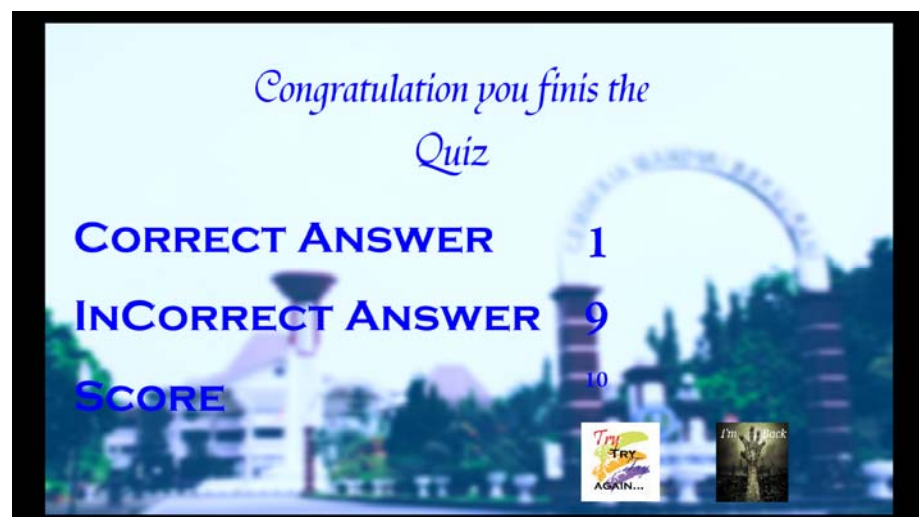 Congratulation you finis the
Quiz
CORRECT ANSWER 1
INCORRECT ANSWER 9
SCORE 10
Try
TRY
AGAIN...
I'm Back